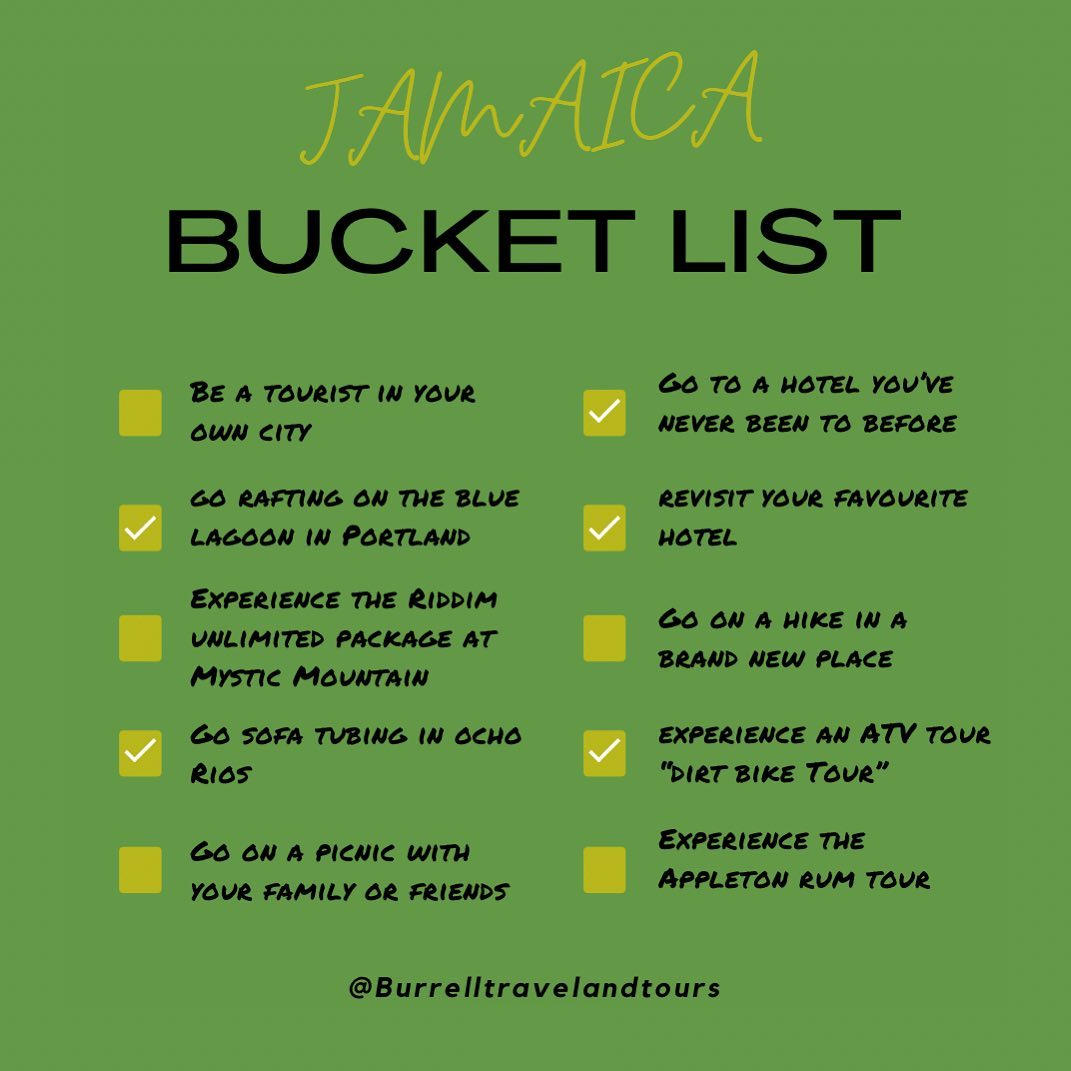 JAMAICA
BUCKET LIST
Be a tourist in your
own city
go rafting on the blue
lagoon in Portland
Experience the Riddim
unlimited package at
Mystic Mountain
Go sofa tubing in ocho
Rios
Go on a picnic with
your family or friends
Go to a hotel you've
never been to before
revisit your favourite
hotel
Go on a hike in a
brand new place
experience an ATV tour
"dirt bike Tour"
Experience the
Appleton rum tour
@Burrelltravelandtours